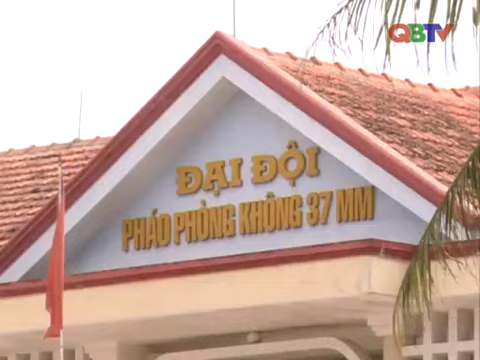 QBTV
ĐẠI ĐỘI
PHÁO PHÒNG KHÔNG 37 MM